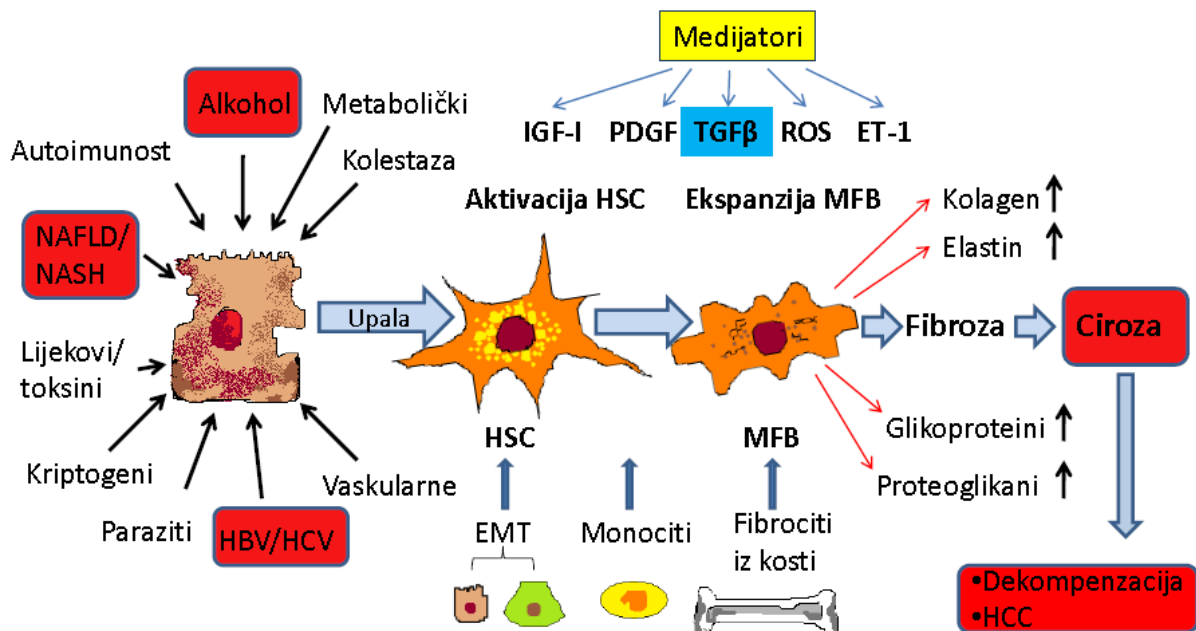 Medijatori
Alkohol
Metabolički
IGF-I PDGF TGFβ ROS ET-1
Autoimunost
Kolestaza
Aktivacija HSC
Ekspanzija MFB
Kolagen
NAFLD/
NASH
Elastin
Upala
Fibroza
Ciroza
Lijekovi/
toksini
HSC
MFB
Glikoproteini
Kriptogeni
Vaskularne
Proteoglikani
Paraziti
HBV/HCV
EMT
Monociti
Fibrociti
iz kosti
•Dekompenzacija
•HCC